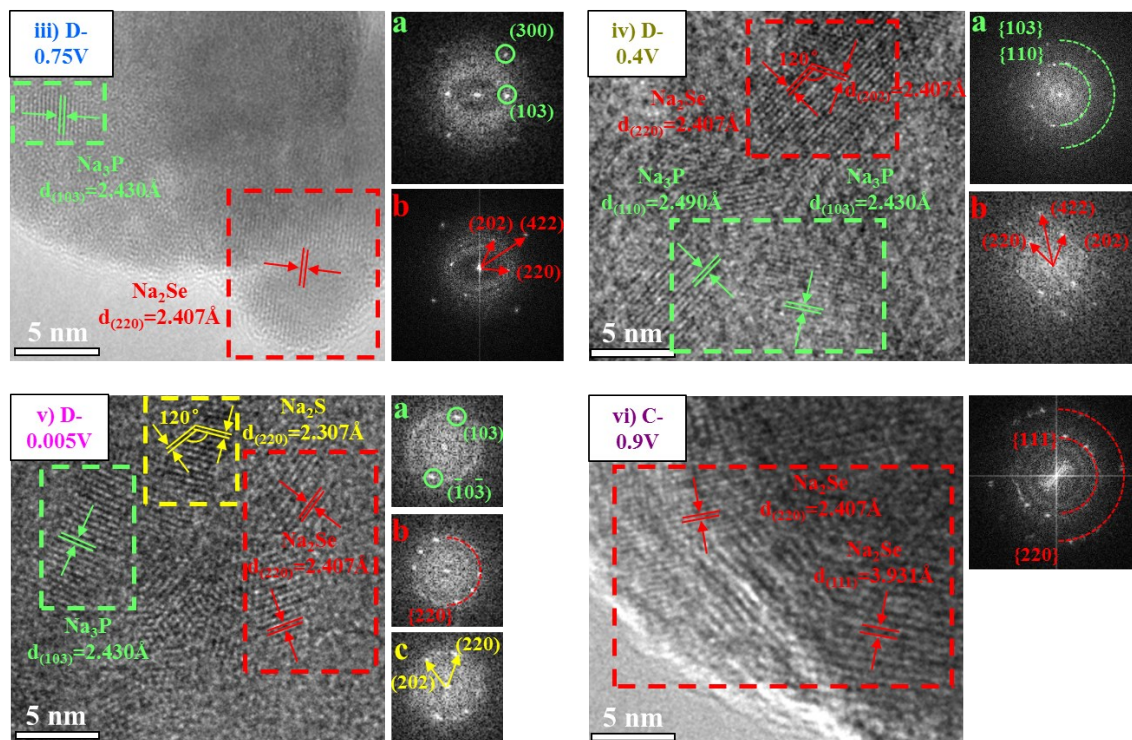 iii) D-
0.75V
Na₃P
d₍₁₀₃₎=2.430Å
Na₂Se
d₍₂₂₀₎=2.407Å
5 nm
a
(300)
(103)
b
(202)
(422)
(220)
iv) D-
0.4V
120°
Na₂Se
d₍₂₀₂₎=2.407Å
d₍₂₂₀₎=2.407Å
Na₃P
d₍₁₁₀₎=2.490Å
Na₃P
d₍₁₀₃₎=2.430Å
5 nm
a
{103}
{110}
b
(422)
(220)
(202)
v) D-
0.005V
120°
Na₂S
d₍₂₂₀₎=2.307Å
Na₂Se
d₍₂₂₀₎=2.407Å
Na₃P
d₍₁₀₃₎=2.430Å
5 nm
a
(103)
(1̄03̄)
b
{220}
c
(220)
(202)
vi) C-
0.9V
Na₂Se
d₍₂₂₀₎=2.407Å
Na₂Se
d₍₁₁₁₎=3.931Å
5 nm
{111}
{220}